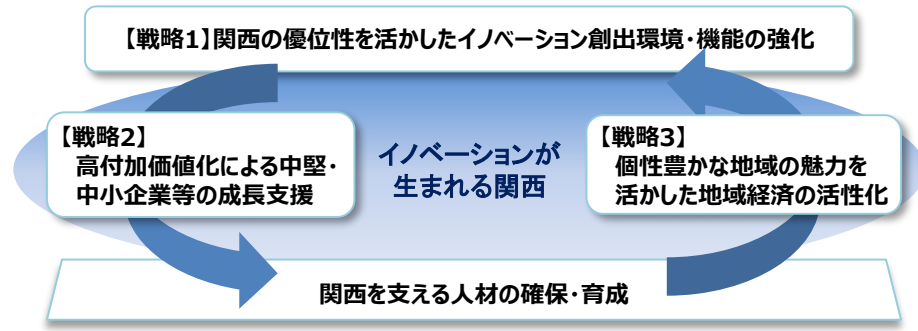 【戦略1】関西の優位性を活かしたイノベーション創出環境・機能の強化
【戦略2】
高付加価値化による中堅・
中小企業等の成長支援
イノベーションが
生まれる関西
【戦略3】
個性豊かな地域の魅力を
活かした地域経済の活性化
関西を支える人材の確保・育成